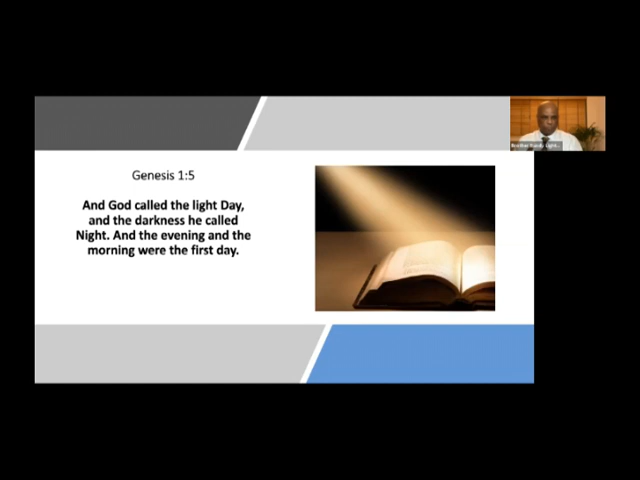 Genesis 1:5
And God called the light Day,
and the darkness he called
Night. And the evening and the
morning were the first day.
Brother